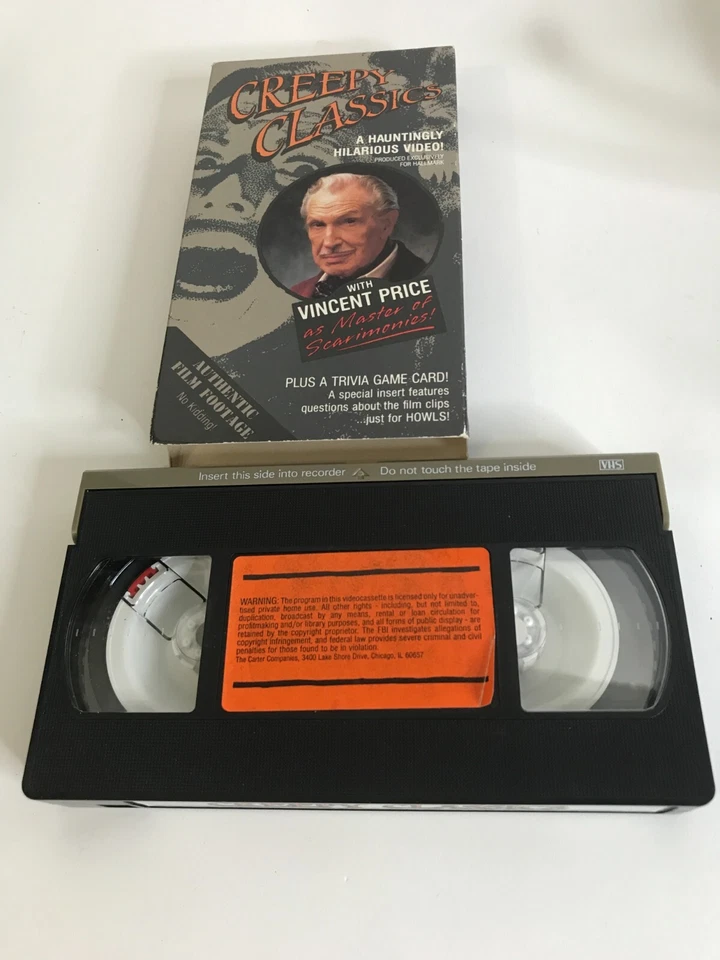 CREEPY
CLASSICS
A HAUNTINGLY
HILARIOUS VIDEO!
PRODUCED EXCLUSIVELY
FOR HALLMARK
WITH
VINCENT PRICE
as Master of
Scarimonies!
AUTHENTIC
FILM FOOTAGE
No Kidding!
PLUS A TRIVIA GAME CARD!
A special insert features
questions about the film clips
...just for HOWLS!
Insert this side into recorder Do not touch the tape inside
VHS
WARNING: The program in this videocassette is licensed only for unadver-
tised private home use. All other rights - including, but not limited to,
duplication, broadcast by any means, rental or loan circulation for
profitmaking and/or library purposes, and all forms of public display - are
retained by the copyright proprietor. The FBI investigates allegations of
copyright infringement, and federal law provides severe criminal and civil
penalties for those found to be in violation.
The Carter Companies, 3400 Lake Shore Drive, Chicago, IL 60657